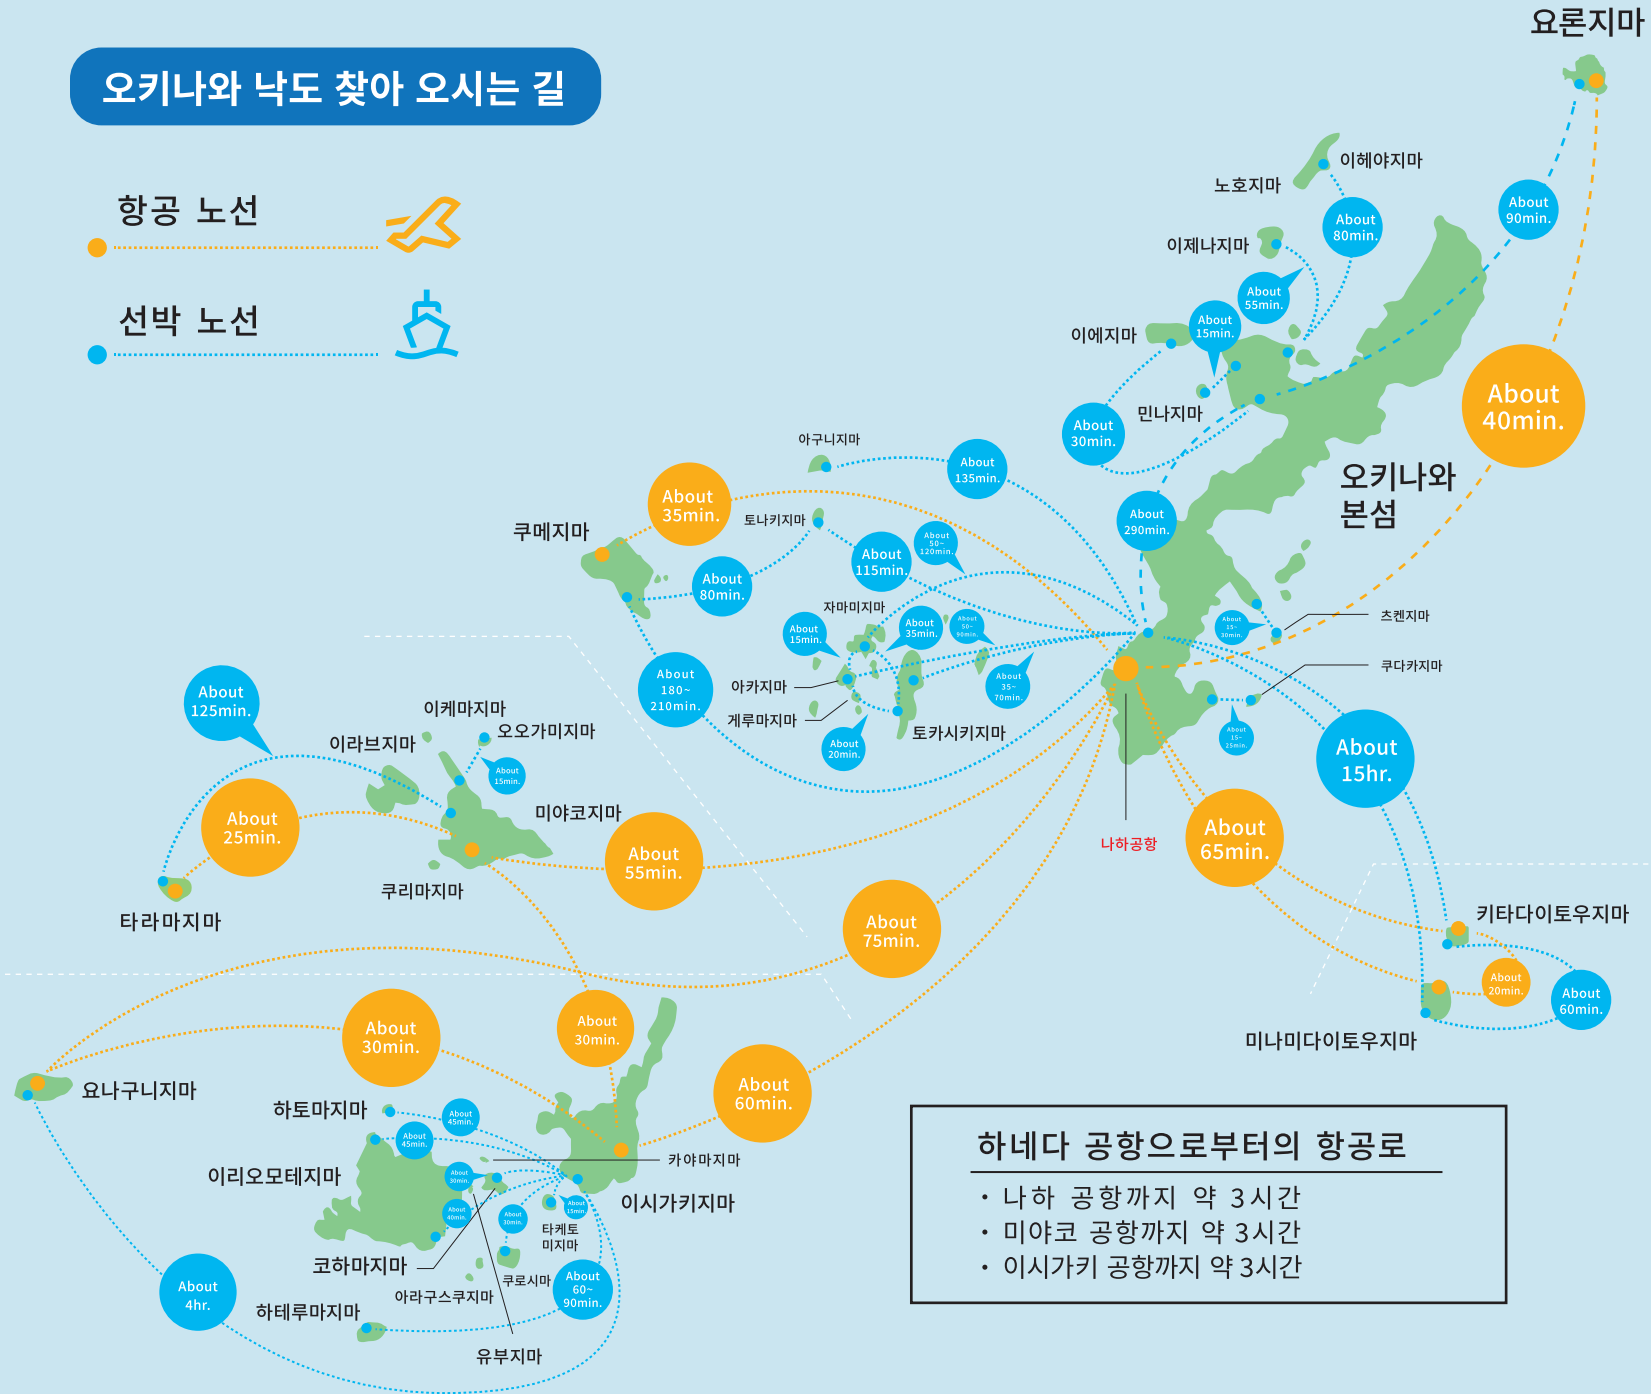 오키나와 낙도 찾아 오시는 길
항공 노선
선박 노선
요론지마
이헤야지마
노호지마
About
90min.
About
80min.
이제나지마
About
55min.
About
15min.
이에지마
민나지마
About
30min.
About
40min.
오키나와
본섬
아구니지마
About
135min.
About
35min.
쿠메지마
토나키지마
About
290min.
About
50~
120min.
About
115min.
About
80min.
자마미지마
About
15min.
About
35min.
About
50~
90min.
About
15~
30min.
츠켄지마
쿠다카지마
About
180~
210min.
아카지마
게루마지마
About
35~
70min.
토카시키지마
About
20min.
About
15~
25min.
About
15hr.
나하공항
About
65min.
About
125min.
이케마지마
오오가미지마
이라브지마
About
15min.
미야코지마
About
25min.
About
55min.
쿠리마지마
타라마지마
About
75min.
키타다이토우지마
About
20min.
About
60min.
미나미다이토우지마
About
30min.
About
30min.
About
60min.
요나구니지마
하토마지마
About
45min.
About
45min.
카야마지마
이리오모테지마
About
30min.
About
40min.
About
30min.
About
15min.
이시가키지마
타케토
미지마
코하마지마
쿠로시마
아라구스쿠지마
About
60~
90min.
About
4hr.
하테루마지마
유부지마
하네다 공항으로부터의 항공로
・ 나하 공항까지 약 3시간
・ 미야코 공항까지 약 3시간
・ 이시가키 공항까지 약 3시간